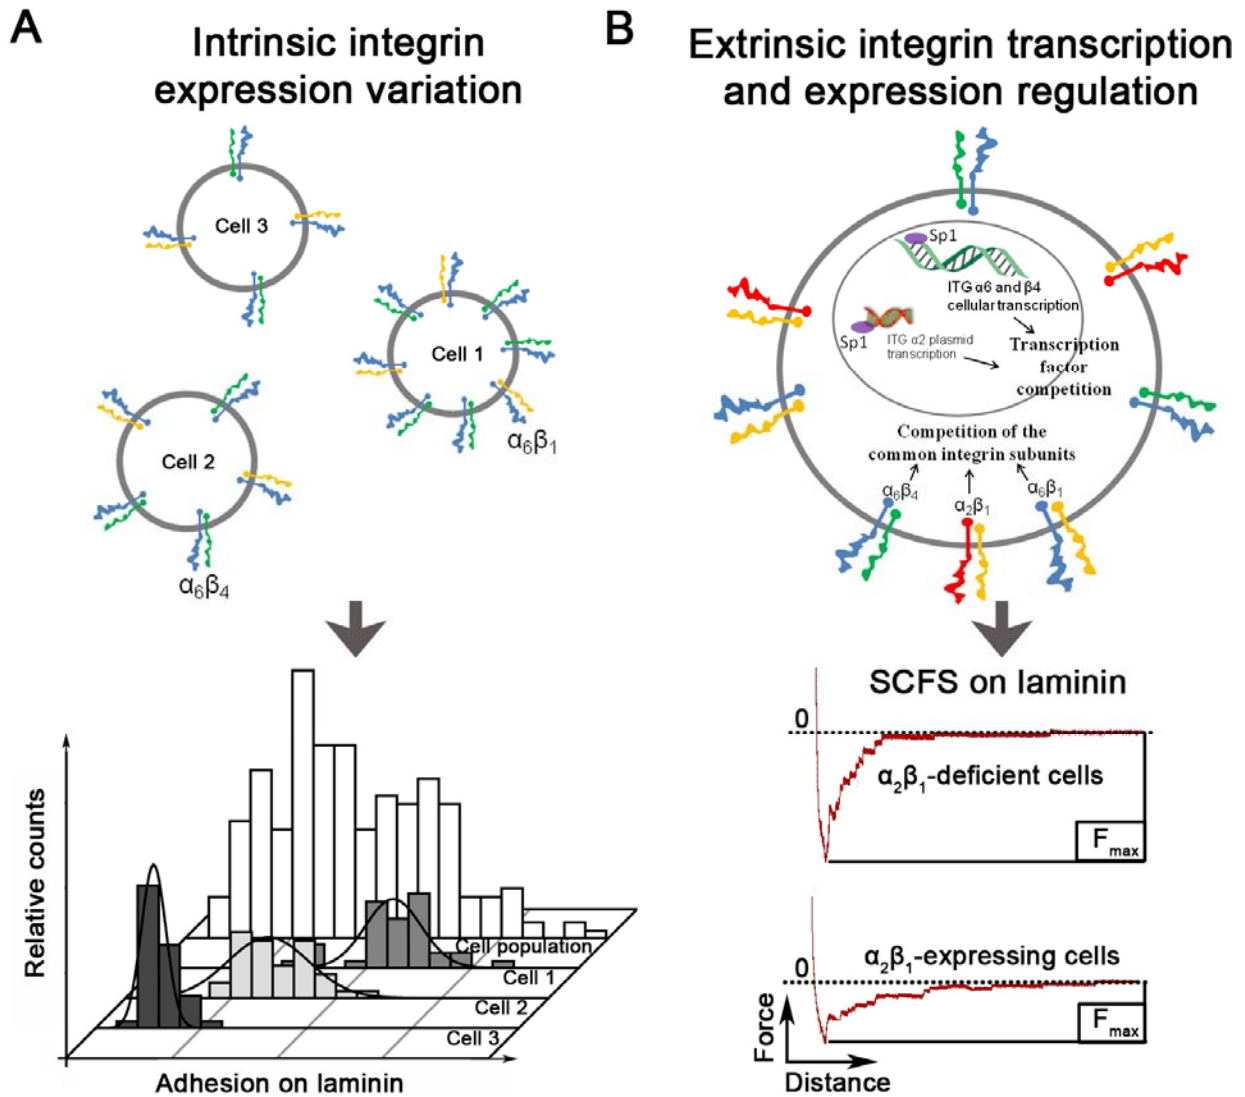 A
Intrinsic integrin
expression variation
Cell 3
Cell 1
α6β1
Cell 2
α6β4
Relative counts
Cell population
Cell 1
Cell 2
Cell 3
Adhesion on laminin
B
Extrinsic integrin transcription
and expression regulation
Sp1
ITG α6 and β4
cellular transcription
Sp1
ITG α2 plasmid
transcription
Transcription
factor
competition
Competition of the
common integrin subunits
α6β4
α2β1
α6β1
SCFS on laminin
0
α2β1-deficient cells
Fmax
0
α2β1-expressing cells
Fmax
Force
Distance